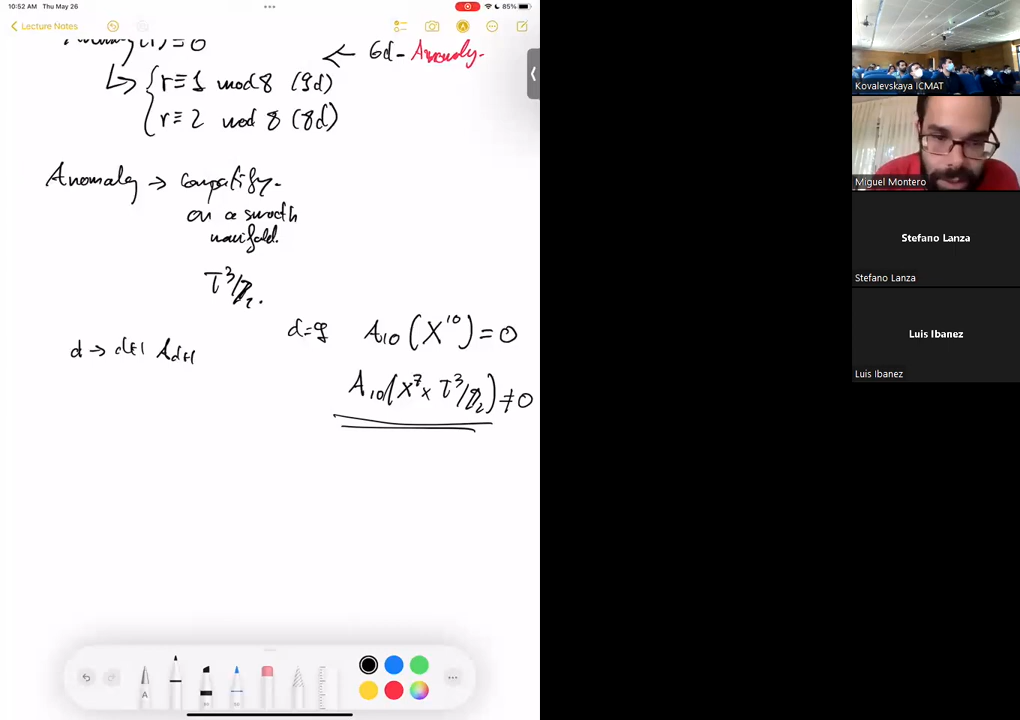 10:52 AM Thu May 26
85%
Lecture Notes
≡ 0
← 6d - Anomaly.
↳ { r ≡ 1 mod 8 (9d)
r ≡ 2 mod 8 (8d)
Anomaly → Compactify
on a smooth
manifold.
T³/ℤ₂.
d=9 A₁₀ (X¹⁰) = 0
d → d+1 A_{d+1}
A₁₀(X⁷ × T³/ℤ₂) ≠ 0
A
Kovalevskaya ICMAT
Miguel Montero
Stefano Lanza
Stefano Lanza
Luis Ibanez
Luis Ibanez